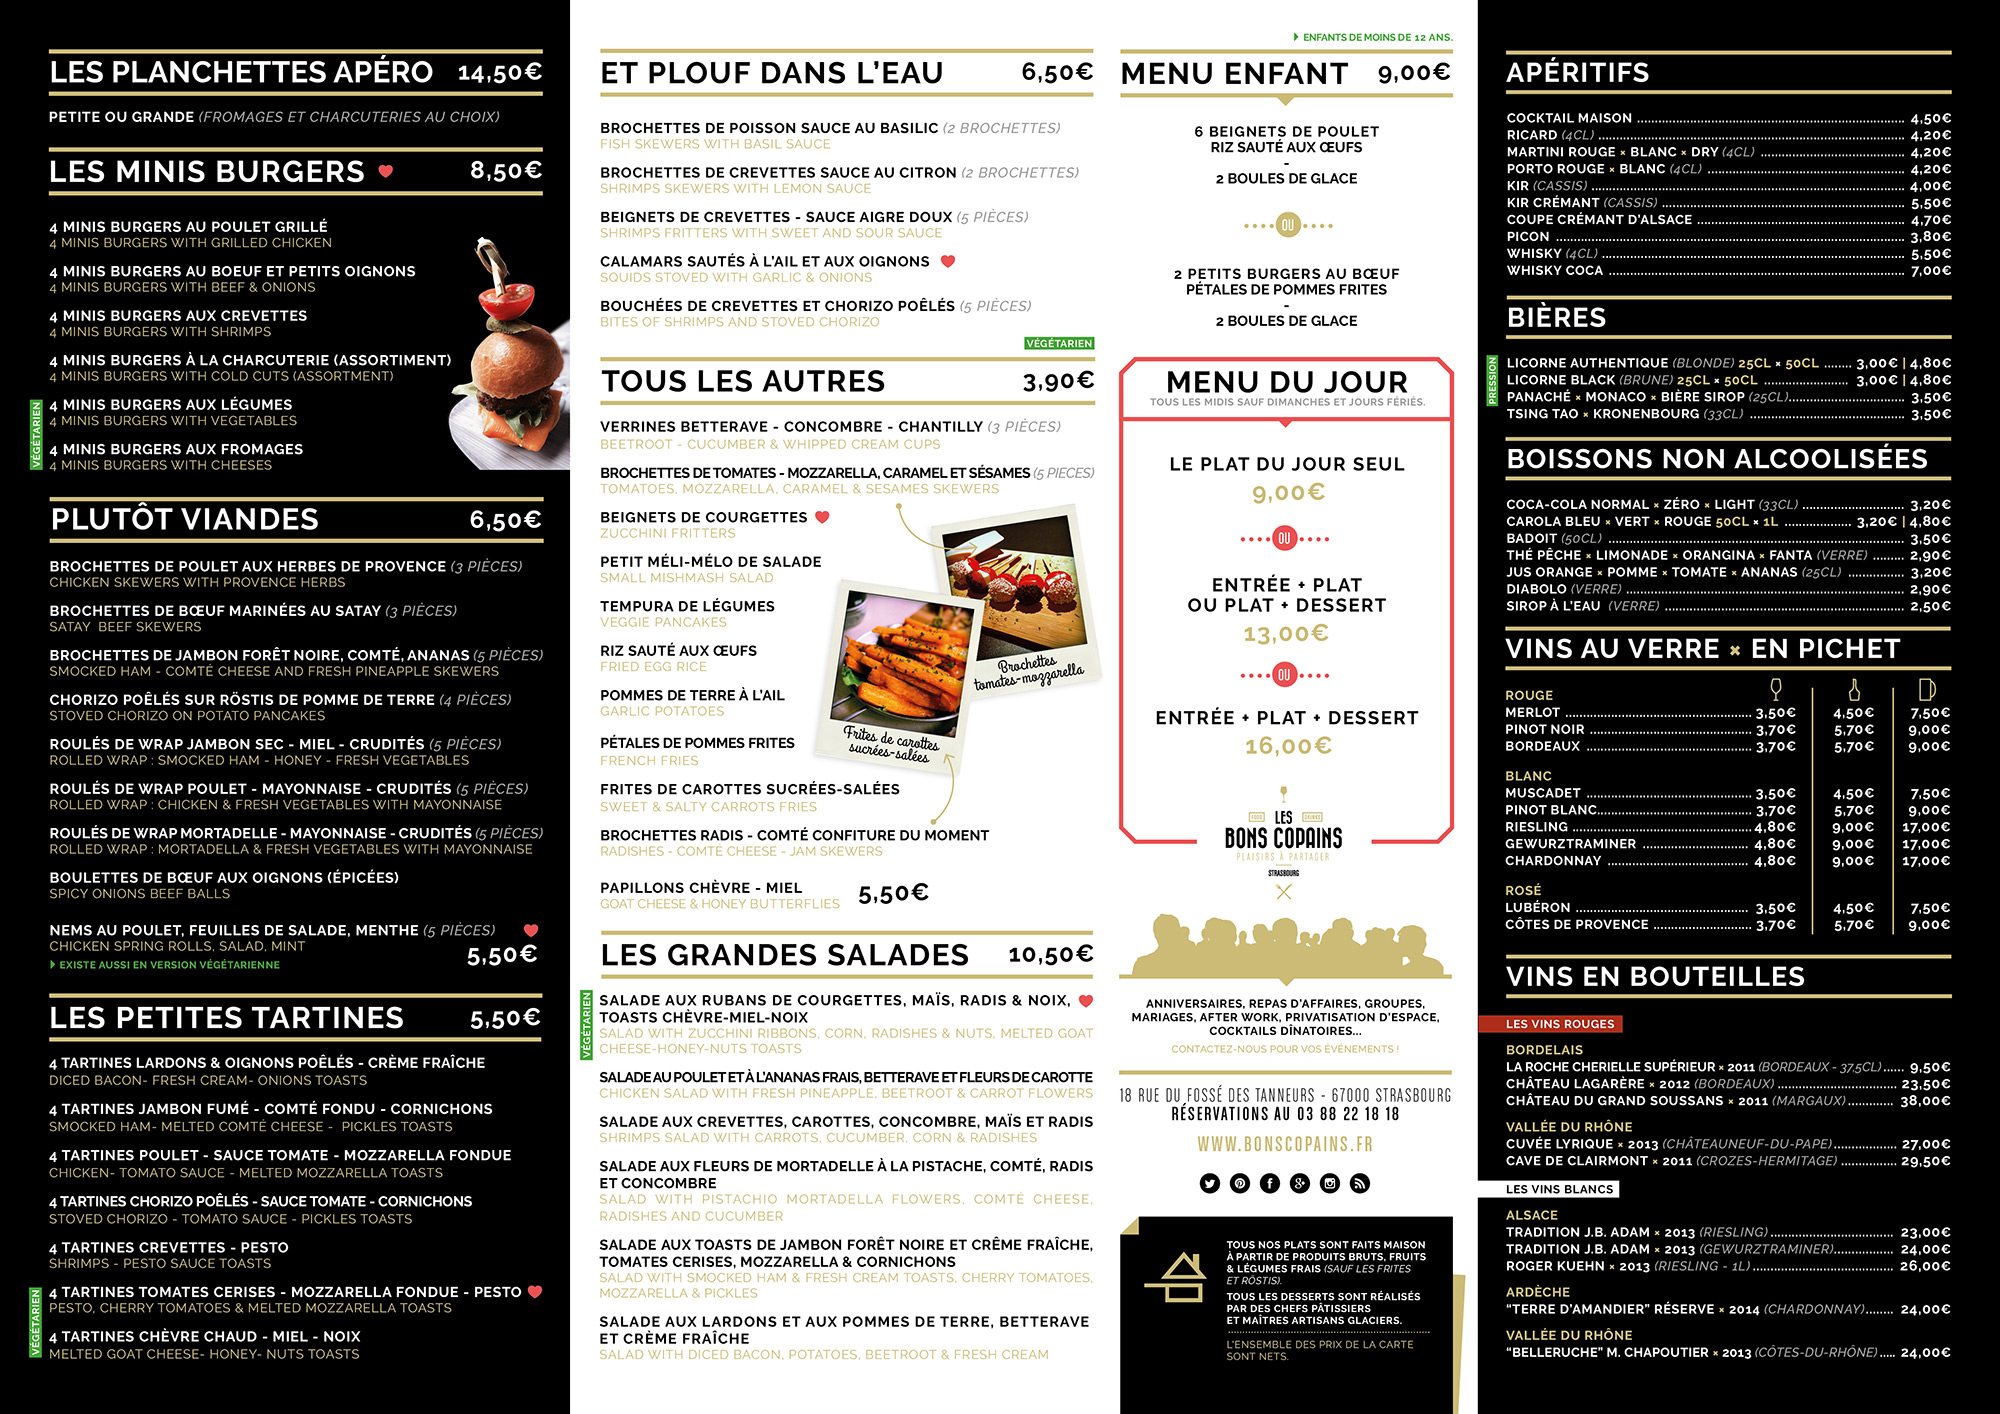 LES PLANCHETTES APÉRO 14,50€
PETITE OU GRANDE (FROMAGES ET CHARCUTERIES AU CHOIX)
LES MINIS BURGERS 8,50€
4 MINIS BURGERS AU POULET GRILLÉ
4 MINIS BURGERS WITH GRILLED CHICKEN
4 MINIS BURGERS AU BOEUF ET PETITS OIGNONS
4 MINIS BURGERS WITH BEEF & ONIONS
4 MINIS BURGERS AUX CREVETTES
4 MINIS BURGERS WITH SHRIMPS
4 MINIS BURGERS À LA CHARCUTERIE (ASSORTIMENT)
4 MINIS BURGERS WITH COLD CUTS (ASSORTMENT)
VÉGÉTARIEN
4 MINIS BURGERS AUX LÉGUMES
4 MINIS BURGERS WITH VEGETABLES
4 MINIS BURGERS AUX FROMAGES
4 MINIS BURGERS WITH CHEESES
PLUTÔT VIANDES 6,50€
BROCHETTES DE POULET AUX HERBES DE PROVENCE (3 PIÈCES)
CHICKEN SKEWERS WITH PROVENCE HERBS
BROCHETTES DE BŒUF MARINÉES AU SATAY (3 PIÈCES)
SATAY BEEF SKEWERS
BROCHETTES DE JAMBON FORÊT NOIRE, COMTÉ, ANANAS (5 PIÈCES)
SMOCKED HAM - COMTÉ CHEESE AND FRESH PINEAPPLE SKEWERS
CHORIZO POÊLÉS SUR RÖSTIS DE POMME DE TERRE (4 PIÈCES)
STOVED CHORIZO ON POTATO PANCAKES
ROULÉS DE WRAP JAMBON SEC - MIEL - CRUDITÉS (5 PIÈCES)
ROLLED WRAP : SMOCKED HAM - HONEY - FRESH VEGETABLES
ROULÉS DE WRAP POULET - MAYONNAISE - CRUDITÉS (5 PIÈCES)
ROLLED WRAP : CHICKEN & FRESH VEGETABLES WITH MAYONNAISE
ROULÉS DE WRAP MORTADELLE - MAYONNAISE - CRUDITÉS (5 PIÈCES)
ROLLED WRAP : MORTADELLA & FRESH VEGETABLES WITH MAYONNAISE
BOULETTES DE BŒUF AUX OIGNONS (ÉPICÉES)
SPICY ONIONS BEEF BALLS
NEMS AU POULET, FEUILLES DE SALADE, MENTHE (5 PIÈCES)
CHICKEN SPRING ROLLS, SALAD, MINT 5,50€
EXISTE AUSSI EN VERSION VÉGÉTARIENNE
LES PETITES TARTINES 5,50€
4 TARTINES LARDONS & OIGNONS POÊLÉS - CRÈME FRAÎCHE
DICED BACON- FRESH CREAM- ONIONS TOASTS
4 TARTINES JAMBON FUMÉ - COMTÉ FONDU - CORNICHONS
SMOCKED HAM- MELTED COMTÉ CHEESE - PICKLES TOASTS
4 TARTINES POULET - SAUCE TOMATE - MOZZARELLA FONDUE
CHICKEN- TOMATO SAUCE - MELTED MOZZARELLA TOASTS
4 TARTINES CHORIZO POÊLÉS - SAUCE TOMATE - CORNICHONS
STOVED CHORIZO - TOMATO SAUCE - PICKLES TOASTS
4 TARTINES CREVETTES - PESTO
SHRIMPS - PESTO SAUCE TOASTS
VÉGÉTARIEN
4 TARTINES TOMATES CERISES - MOZZARELLA FONDUE - PESTO
PESTO, CHERRY TOMATOES & MELTED MOZZARELLA TOASTS
4 TARTINES CHÈVRE CHAUD - MIEL - NOIX
MELTED GOAT CHEESE- HONEY- NUTS TOASTS
ET PLOUF DANS L'EAU 6,50€
BROCHETTES DE POISSON SAUCE AU BASILIC (2 BROCHETTES)
FISH SKEWERS WITH BASIL SAUCE
BROCHETTES DE CREVETTES SAUCE AU CITRON (2 BROCHETTES)
SHRIMPS SKEWERS WITH LEMON SAUCE
BEIGNETS DE CREVETTES - SAUCE AIGRE DOUX (5 PIÈCES)
SHRIMPS FRITTERS WITH SWEET AND SOUR SAUCE
CALAMARS SAUTÉS À L'AIL ET AUX OIGNONS
SQUIDS STOVED WITH GARLIC & ONIONS
BOUCHÉES DE CREVETTES ET CHORIZO POÊLÉS (5 PIÈCES)
BITES OF SHRIMPS AND STOVED CHORIZO
VÉGÉTARIEN
TOUS LES AUTRES 3,90€
VERRINES BETTERAVE - CONCOMBRE - CHANTILLY (3 PIÈCES)
BEETROOT - CUCUMBER & WHIPPED CREAM CUPS
BROCHETTES DE TOMATES - MOZZARELLA, CARAMEL ET SÉSAMES (5 PIECES)
TOMATOES, MOZZARELLA, CARAMEL & SESAMES SKEWERS
BEIGNETS DE COURGETTES
ZUCCHINI FRITTERS
PETIT MÉLI-MÉLO DE SALADE
SMALL MISHMASH SALAD
TEMPURA DE LÉGUMES
VEGGIE PANCAKES
RIZ SAUTÉ AUX ŒUFS
FRIED EGG RICE
POMMES DE TERRE À L'AIL
GARLIC POTATOES
PÉTALES DE POMMES FRITES
FRENCH FRIES
Brochettes
tomates-mozzarella
Frites de carottes
sucrées-salées
FRITES DE CAROTTES SUCRÉES-SALÉES
SWEET & SALTY CARROTS FRIES
BROCHETTES RADIS - COMTÉ CONFITURE DU MOMENT
RADISHES - COMTÉ CHEESE - JAM SKEWERS
PAPILLONS CHÈVRE - MIEL 5,50€
GOAT CHEESE & HONEY BUTTERFLIES
LES GRANDES SALADES 10,50€
VÉGÉTARIEN
SALADE AUX RUBANS DE COURGETTES, MAÏS, RADIS & NOIX,
TOASTS CHÈVRE-MIEL-NOIX
SALAD WITH ZUCCHINI RIBBONS, CORN, RADISHES & NUTS, MELTED GOAT
CHEESE-HONEY-NUTS TOASTS
SALADE AU POULET ET À L'ANANAS FRAIS, BETTERAVE ET FLEURS DE CAROTTE
CHICKEN SALAD WITH FRESH PINEAPPLE, BEETROOT & CARROT FLOWERS
SALADE AUX CREVETTES, CAROTTES, CONCOMBRE, MAÏS ET RADIS
SHRIMPS SALAD WITH CARROTS, CUCUMBER, CORN & RADISHES
SALADE AUX FLEURS DE MORTADELLE À LA PISTACHE, COMTÉ, RADIS
ET CONCOMBRE
SALAD WITH PISTACHIO MORTADELLA FLOWERS, COMTÉ CHEESE,
RADISHES AND CUCUMBER
SALADE AUX TOASTS DE JAMBON FORÊT NOIRE ET CRÊME FRAÎCHE,
TOMATES CERISES, MOZZARELLA & CORNICHONS
SALAD WITH SMOCKED HAM & FRESH CREAM TOASTS, CHERRY TOMATOES,
MOZZARELLA & PICKLES
SALADE AUX LARDONS ET AUX POMMES DE TERRE, BETTERAVE
ET CRÈME FRAÎCHE
SALAD WITH DICED BACON, POTATOES, BEETROOT & FRESH CREAM
ENFANTS DE MOINS DE 12 ANS.
MENU ENFANT 9,00€
6 BEIGNETS DE POULET
RIZ SAUTÉ AUX ŒUFS
-
2 BOULES DE GLACE
OU
2 PETITS BURGERS AU BŒUF
PÉTALES DE POMMES FRITES
-
2 BOULES DE GLACE
MENU DU JOUR
TOUS LES MIDIS SAUF DIMANCHES ET JOURS FÉRIÉS.
LE PLAT DU JOUR SEUL
9,00€
OU
ENTRÉE + PLAT
OU PLAT + DESSERT
13,00€
OU
ENTRÉE + PLAT + DESSERT
16,00€
FOOD LES DRINKS
BONS COPAINS
PLAISIRS À PARTAGER
STRASBOURG
ANNIVERSAIRES, REPAS D'AFFAIRES, GROUPES,
MARIAGES, AFTER WORK, PRIVATISATION D'ESPACE,
COCKTAILS DÎNATOIRES...
CONTACTEZ-NOUS POUR VOS ÉVÉNEMENTS !
18 RUE DU FOSSÉ DES TANNEURS - 67000 STRASBOURG
RÉSERVATIONS AU 03 88 22 18 18
WWW.BONSCOPAINS.FR
TOUS NOS PLATS SONT FAITS MAISON
À PARTIR DE PRODUITS BRUTS, FRUITS
& LÉGUMES FRAIS (SAUF LES FRITES
ET RÖSTIS).
TOUS LES DESSERTS SONT RÉALISÉS
PAR DES CHEFS PÂTISSIERS
ET MAÎTRES ARTISANS GLACIERS.
L'ENSEMBLE DES PRIX DE LA CARTE
SONT NETS.
APÉRITIFS
COCKTAIL MAISON 4,50€
RICARD (4CL) 4,20€
MARTINI ROUGE × BLANC × DRY (4CL) 4,20€
PORTO ROUGE × BLANC (4CL) 4,20€
KIR (CASSIS) 4,00€
KIR CRÉMANT (CASSIS) 5,50€
COUPE CRÉMANT D'ALSACE 4,70€
PICON 3,80€
WHISKY (4CL) 5,50€
WHISKY COCA 7,00€
BIÈRES
PRESSION
LICORNE AUTHENTIQUE (BLONDE) 25CL × 50CL 3,00€ | 4,80€
LICORNE BLACK (BRUNE) 25CL × 50CL 3,00€ | 4,80€
PANACHÉ × MONACO × BIÈRE SIROP (25CL) 3,50€
TSING TAO × KRONENBOURG (33CL) 3,50€
BOISSONS NON ALCOOLISÉES
COCA-COLA NORMAL × ZÉRO × LIGHT (33CL) 3,20€
CAROLA BLEU × VERT × ROUGE 50CL × 1L 3,20€ | 4,80€
BADOIT (50CL) 3,50€
THÉ PÊCHE × LIMONADE × ORANGINA × FANTA (VERRE) 2,90€
JUS ORANGE × POMME × TOMATE × ANANAS (25CL) 3,20€
DIABOLO (VERRE) 2,90€
SIROP À L'EAU (VERRE) 2,50€
VINS AU VERRE × EN PICHET
ROUGE
MERLOT 3,50€ 4,50€ 7,50€
PINOT NOIR 3,70€ 5,70€ 9,00€
BORDEAUX 3,70€ 5,70€ 9,00€
BLANC
MUSCADET 3,50€ 4,50€ 7,50€
PINOT BLANC 3,70€ 5,70€ 9,00€
RIESLING 4,80€ 9,00€ 17,00€
GEWURZTRAMINER 4,80€ 9,00€ 17,00€
CHARDONNAY 4,80€ 9,00€ 17,00€
ROSÉ
LUBÉRON 3,50€ 4,50€ 7,50€
CÔTES DE PROVENCE 3,70€ 5,70€ 9,00€
VINS EN BOUTEILLES
LES VINS ROUGES
BORDELAIS
LA ROCHE CHERIELLE SUPÉRIEUR × 2011 (BORDEAUX - 37,5CL) 9,50€
CHÂTEAU LAGARÈRE × 2012 (BORDEAUX) 23,50€
CHÂTEAU DU GRAND SOUSSANS × 2011 (MARGAUX) 38,00€
VALLÉE DU RHÔNE
CUVÉE LYRIQUE × 2013 (CHÂTEAUNEUF-DU-PAPE) 27,00€
CAVE DE CLAIRMONT × 2011 (CROZES-HERMITAGE) 29,50€
LES VINS BLANCS
ALSACE
TRADITION J.B. ADAM × 2013 (RIESLING) 23,00€
TRADITION J.B. ADAM × 2013 (GEWURZTRAMINER) 24,00€
ROGER KUEHN × 2013 (RIESLING - 1L) 26,00€
ARDÈCHE
"TERRE D'AMANDIER" RÉSERVE × 2014 (CHARDONNAY) 24,00€
VALLÉE DU RHÔNE
"BELLERUCHE" M. CHAPOUTIER × 2013 (CÔTES-DU-RHÔNE) 24,00€